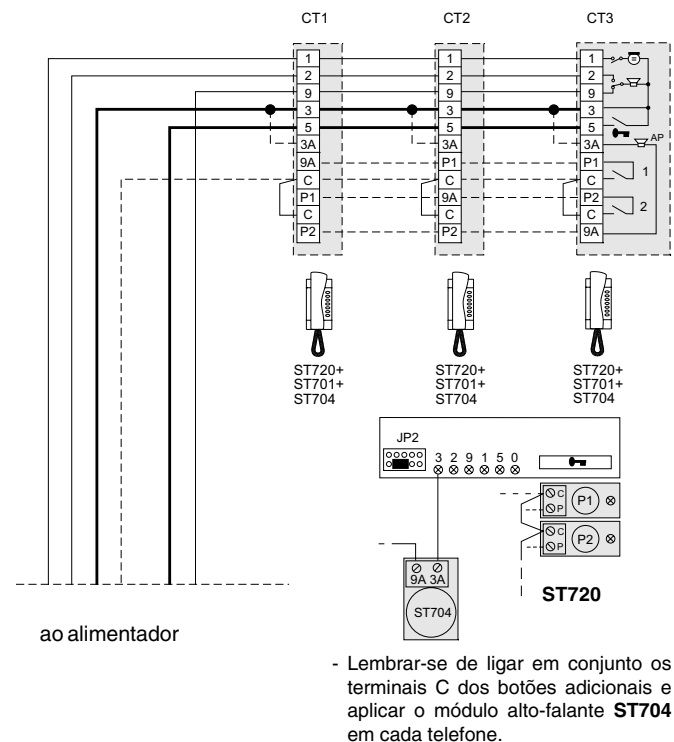 CT1 CT2 CT3
1 1 1
2 2 2
9 9 9
3 3 3
5 5 5
3A 3A 3A AP
9A P1 P1
C C C 1
P1 9A P2
C C C 2
P2 P2 9A
ST720+ ST720+ ST720+
ST701+ ST701+ ST701+
ST704 ST704 ST704
JP2
3 2 9 1 5 0
C P1
P
C P2
P
9A 3A
ST704
ST720
ao alimentador
- Lembrar-se de ligar em conjunto os
terminais C dos botões adicionais e
aplicar o módulo alto-falante ST704
em cada telefone.